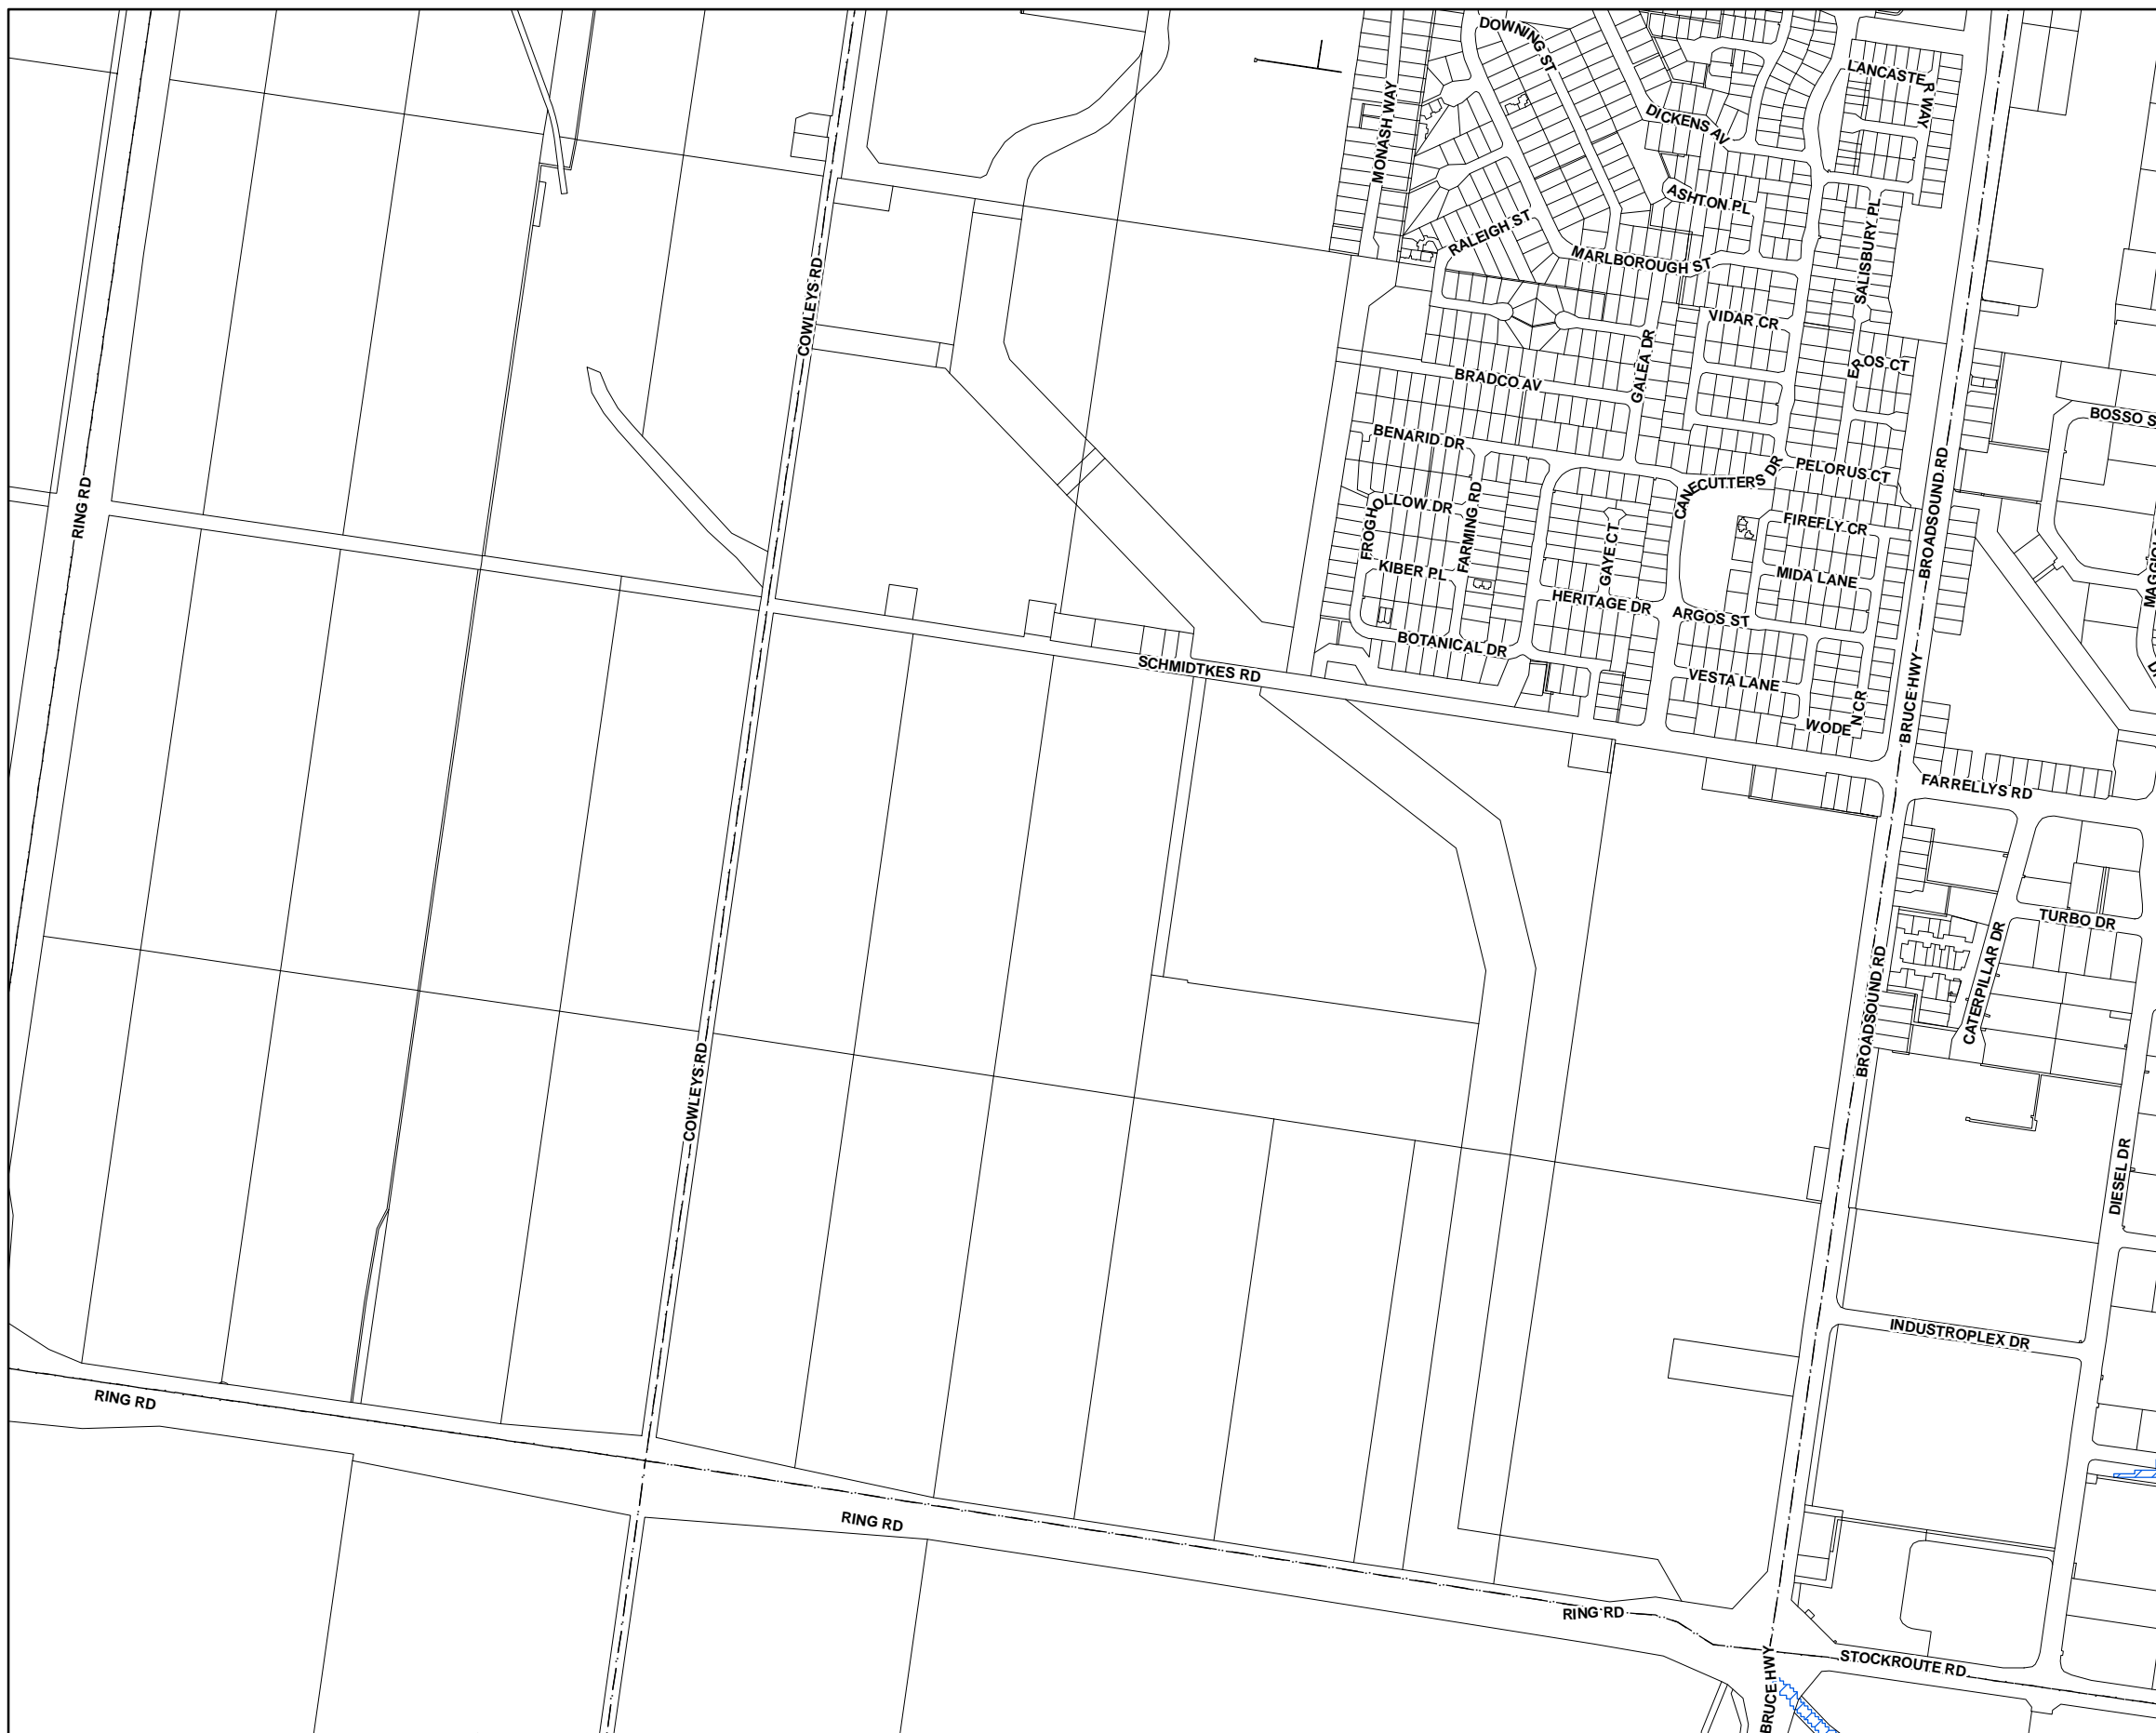 DOWNING ST
LANCASTER WAY
MONASH WAY
DICKENS AV
ASHTON PL
SALISBURY PL
RALEIGH ST
MARLBOROUGH ST
COWLEYS RD
VIDAR CR
GALEA DR
EROS CT
BRADCO AV
BOSSO S
BENARID DR
PELORUS CT
CANECUTTERS DR
RING RD
FROGHOLLOW DR
FARMING RD
BROADSOUND RD
FIREFLY CR
GAYE CT
KIBER PL
MIDA LANE
HERITAGE DR
ARGOS ST
BOTANICAL DR
SCHMIDTKES RD
VESTA LANE
BRUCE HWY
WODEN CR
FARRELLYS RD
TURBO DR
CATERPILLAR DR
BROADSOUND RD
COWLEYS RD
DIESEL DR
INDUSTROPLEX DR
RING RD
RING RD
RING RD
STOCKROUTE RD
BRUCE HWY